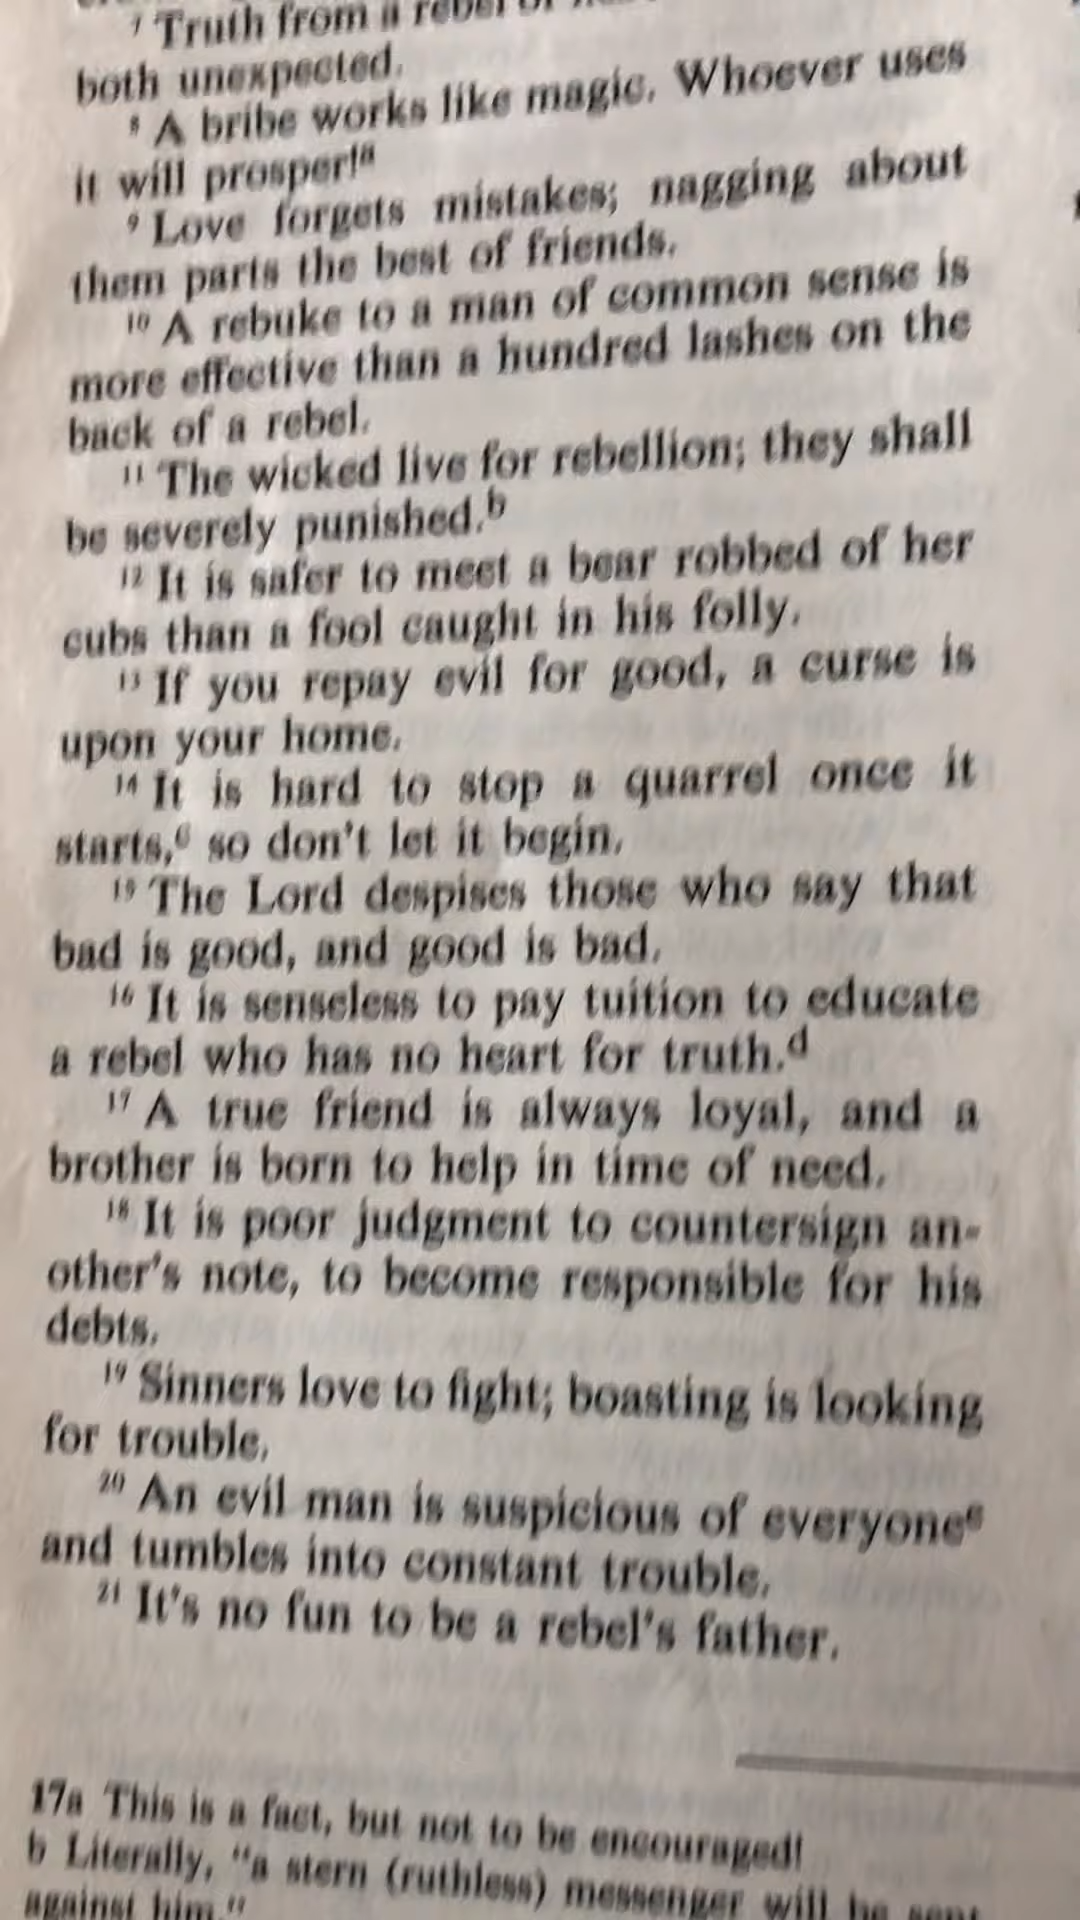 7 Truth from a rebel or
both unexpected.
8 A bribe works like magic. Whoever uses
it will prosper!a
9 Love forgets mistakes; nagging about
them parts the best of friends.
10 A rebuke to a man of common sense is
more effective than a hundred lashes on the
back of a rebel.
11 The wicked live for rebellion; they shall
be severely punished.b
12 It is safer to meet a bear robbed of her
cubs than a fool caught in his folly.
13 If you repay evil for good, a curse is
upon your home.
14 It is hard to stop a quarrel once it
starts,c so don't let it begin.
15 The Lord despises those who say that
bad is good, and good is bad.
16 It is senseless to pay tuition to educate
a rebel who has no heart for truth.d
17 A true friend is always loyal, and a
brother is born to help in time of need.
18 It is poor judgment to countersign an-
other's note, to become responsible for his
debts.
19 Sinners love to fight; boasting is looking
for trouble.
20 An evil man is suspicious of everyonee
and tumbles into constant trouble.
21 It's no fun to be a rebel's father.
17a This is a fact, but not to be encouraged!
b Literally, "a stern (ruthless) messenger will be sent
against him."